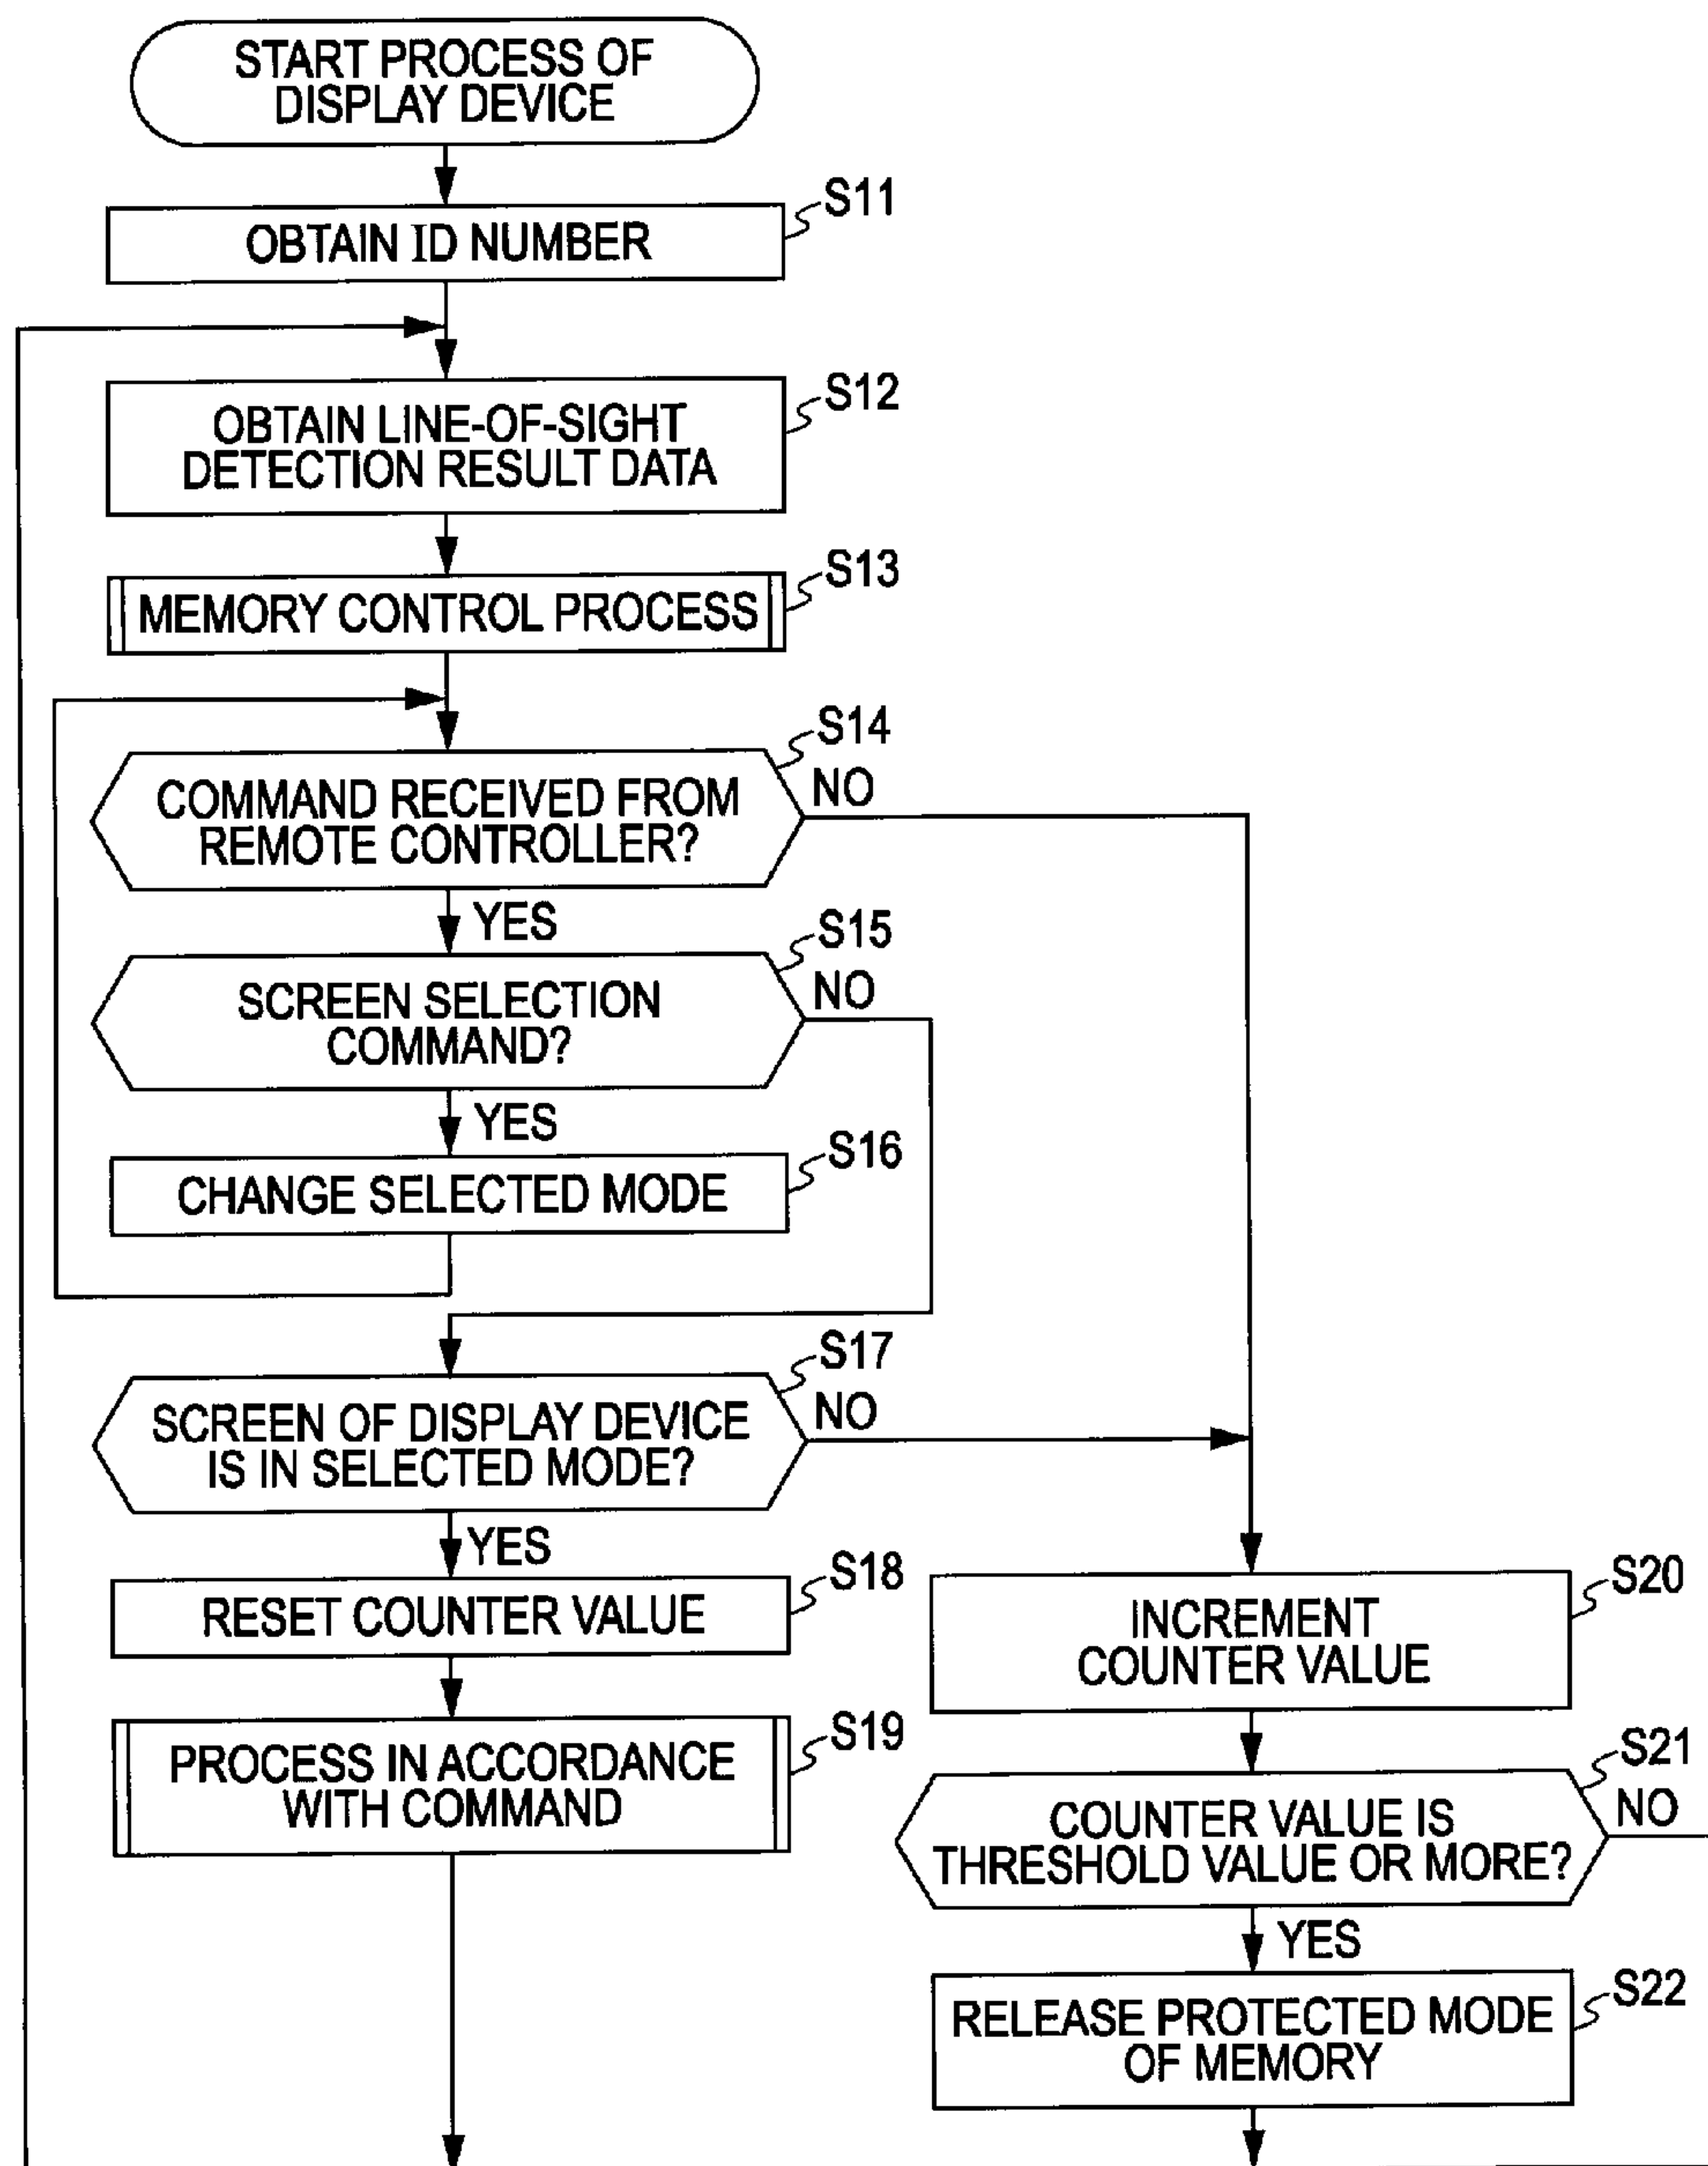 START PROCESS OF
DISPLAY DEVICE
S11
OBTAIN ID NUMBER
S12
OBTAIN LINE-OF-SIGHT
DETECTION RESULT DATA
S13
MEMORY CONTROL PROCESS
S14
COMMAND RECEIVED FROM
REMOTE CONTROLLER?
NO
YES
S15
SCREEN SELECTION
COMMAND?
NO
YES
S16
CHANGE SELECTED MODE
S17
SCREEN OF DISPLAY DEVICE
IS IN SELECTED MODE?
NO
YES
S18
RESET COUNTER VALUE
S19
PROCESS IN ACCORDANCE
WITH COMMAND
S20
INCREMENT
COUNTER VALUE
S21
COUNTER VALUE IS
THRESHOLD VALUE OR MORE?
NO
YES
S22
RELEASE PROTECTED MODE
OF MEMORY